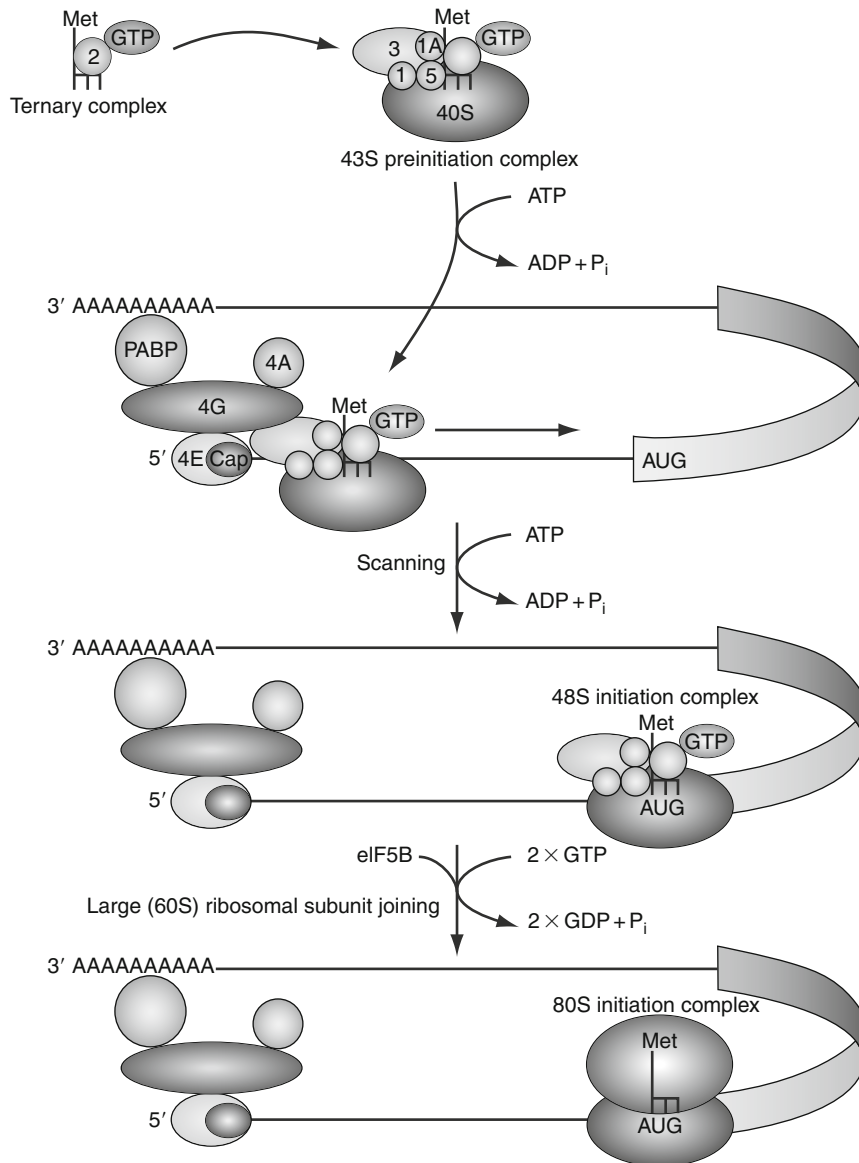 Met
2
GTP
Ternary complex
3
1A
Met
GTP
1
5
40S
43S preinitiation complex
ATP
ADP + Pi
3′ AAAAAAAAAA
PABP
4A
4G
Met
GTP
5′
4E
Cap
AUG
Scanning
ATP
ADP + Pi
3′ AAAAAAAAAA
48S initiation complex
Met
GTP
5′
AUG
eIF5B
2 × GTP
Large (60S) ribosomal subunit joining
2 × GDP + Pi
3′ AAAAAAAAAA
80S initiation complex
Met
5′
AUG